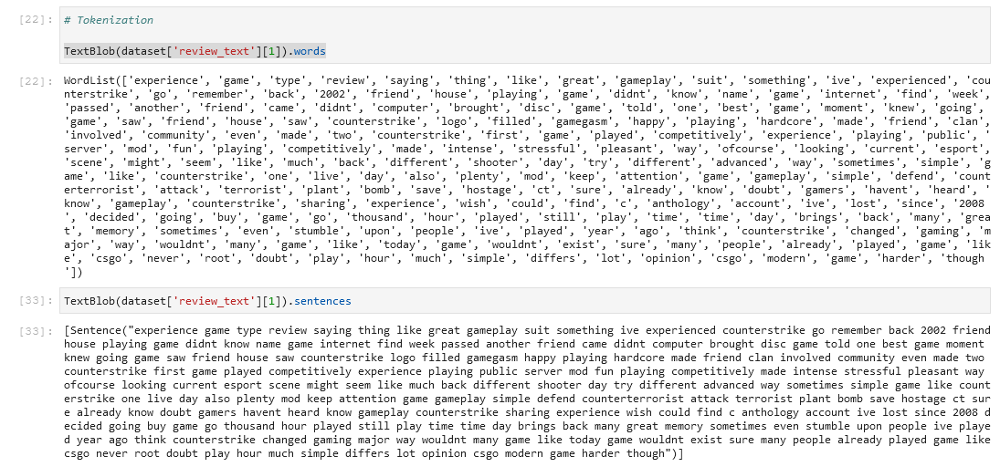 [22]: # Tokenization
TextBlob(dataset['review_text'][1]).words
[22]: WordList(['experience', 'game', 'type', 'review', 'saying', 'thing', 'like', 'great', 'gameplay', 'suit', 'something', 'ive', 'experienced', 'cou
nterstrike', 'go', 'remember', 'back', '2002', 'friend', 'house', 'playing', 'game', 'didnt', 'know', 'name', 'game', 'internet', 'find', 'week',
'passed', 'another', 'friend', 'came', 'didnt', 'computer', 'brought', 'disc', 'game', 'told', 'one', 'best', 'game', 'moment', 'knew', 'going',
'game', 'saw', 'friend', 'house', 'saw', 'counterstrike', 'logo', 'filled', 'gamegasm', 'happy', 'playing', 'hardcore', 'made', 'friend', 'clan',
'involved', 'community', 'even', 'made', 'two', 'counterstrike', 'first', 'game', 'played', 'competitively', 'experience', 'playing', 'public', '
server', 'mod', 'fun', 'playing', 'competitively', 'made', 'intense', 'stressful', 'pleasant', 'way', 'ofcourse', 'looking', 'current', 'esport',
'scene', 'might', 'seem', 'like', 'much', 'back', 'different', 'shooter', 'day', 'try', 'different', 'advanced', 'way', 'sometimes', 'simple', 'g
ame', 'like', 'counterstrike', 'one', 'live', 'day', 'also', 'plenty', 'mod', 'keep', 'attention', 'game', 'gameplay', 'simple', 'defend', 'count
erterrorist', 'attack', 'terrorist', 'plant', 'bomb', 'save', 'hostage', 'ct', 'sure', 'already', 'know', 'doubt', 'gamers', 'havent', 'heard', '
know', 'gameplay', 'counterstrike', 'sharing', 'experience', 'wish', 'could', 'find', 'c', 'anthology', 'account', 'ive', 'lost', 'since', '2008
', 'decided', 'going', 'buy', 'game', 'go', 'thousand', 'hour', 'played', 'still', 'play', 'time', 'time', 'day', 'brings', 'back', 'many', 'grea
t', 'memory', 'sometimes', 'even', 'stumble', 'upon', 'people', 'ive', 'played', 'year', 'ago', 'think', 'counterstrike', 'changed', 'gaming', 'm
ajor', 'way', 'wouldnt', 'many', 'game', 'like', 'today', 'game', 'wouldnt', 'exist', 'sure', 'many', 'people', 'already', 'played', 'game', 'lik
e', 'csgo', 'never', 'root', 'doubt', 'play', 'hour', 'much', 'simple', 'differs', 'lot', 'opinion', 'csgo', 'modern', 'game', 'harder', 'though
'])
[33]: TextBlob(dataset['review_text'][1]).sentences
[33]: [Sentence("experience game type review saying thing like great gameplay suit something ive experienced counterstrike go remember back 2002 friend
house playing game didnt know name game internet find week passed another friend came didnt computer brought disc game told one best game moment
knew going game saw friend house saw counterstrike logo filled gamegasm happy playing hardcore made friend clan involved community even made two
counterstrike first game played competitively experience playing public server mod fun playing competitively made intense stressful pleasant way
ofcourse looking current esport scene might seem like much back different shooter day try different advanced way sometimes simple game like count
erstrike one live day also plenty mod keep attention game gameplay simple defend counterterrorist attack terrorist plant bomb save hostage ct sur
e already know doubt gamers havent heard know gameplay counterstrike sharing experience wish could find c anthology account ive lost since 2008 d
ecided going buy game go thousand hour played still play time time day brings back many great memory sometimes even stumble upon people ive playe
d year ago think counterstrike changed gaming major way wouldnt many game like today game wouldnt exist sure many people already played game like
csgo never root doubt play hour much simple differs lot opinion csgo modern game harder though")]